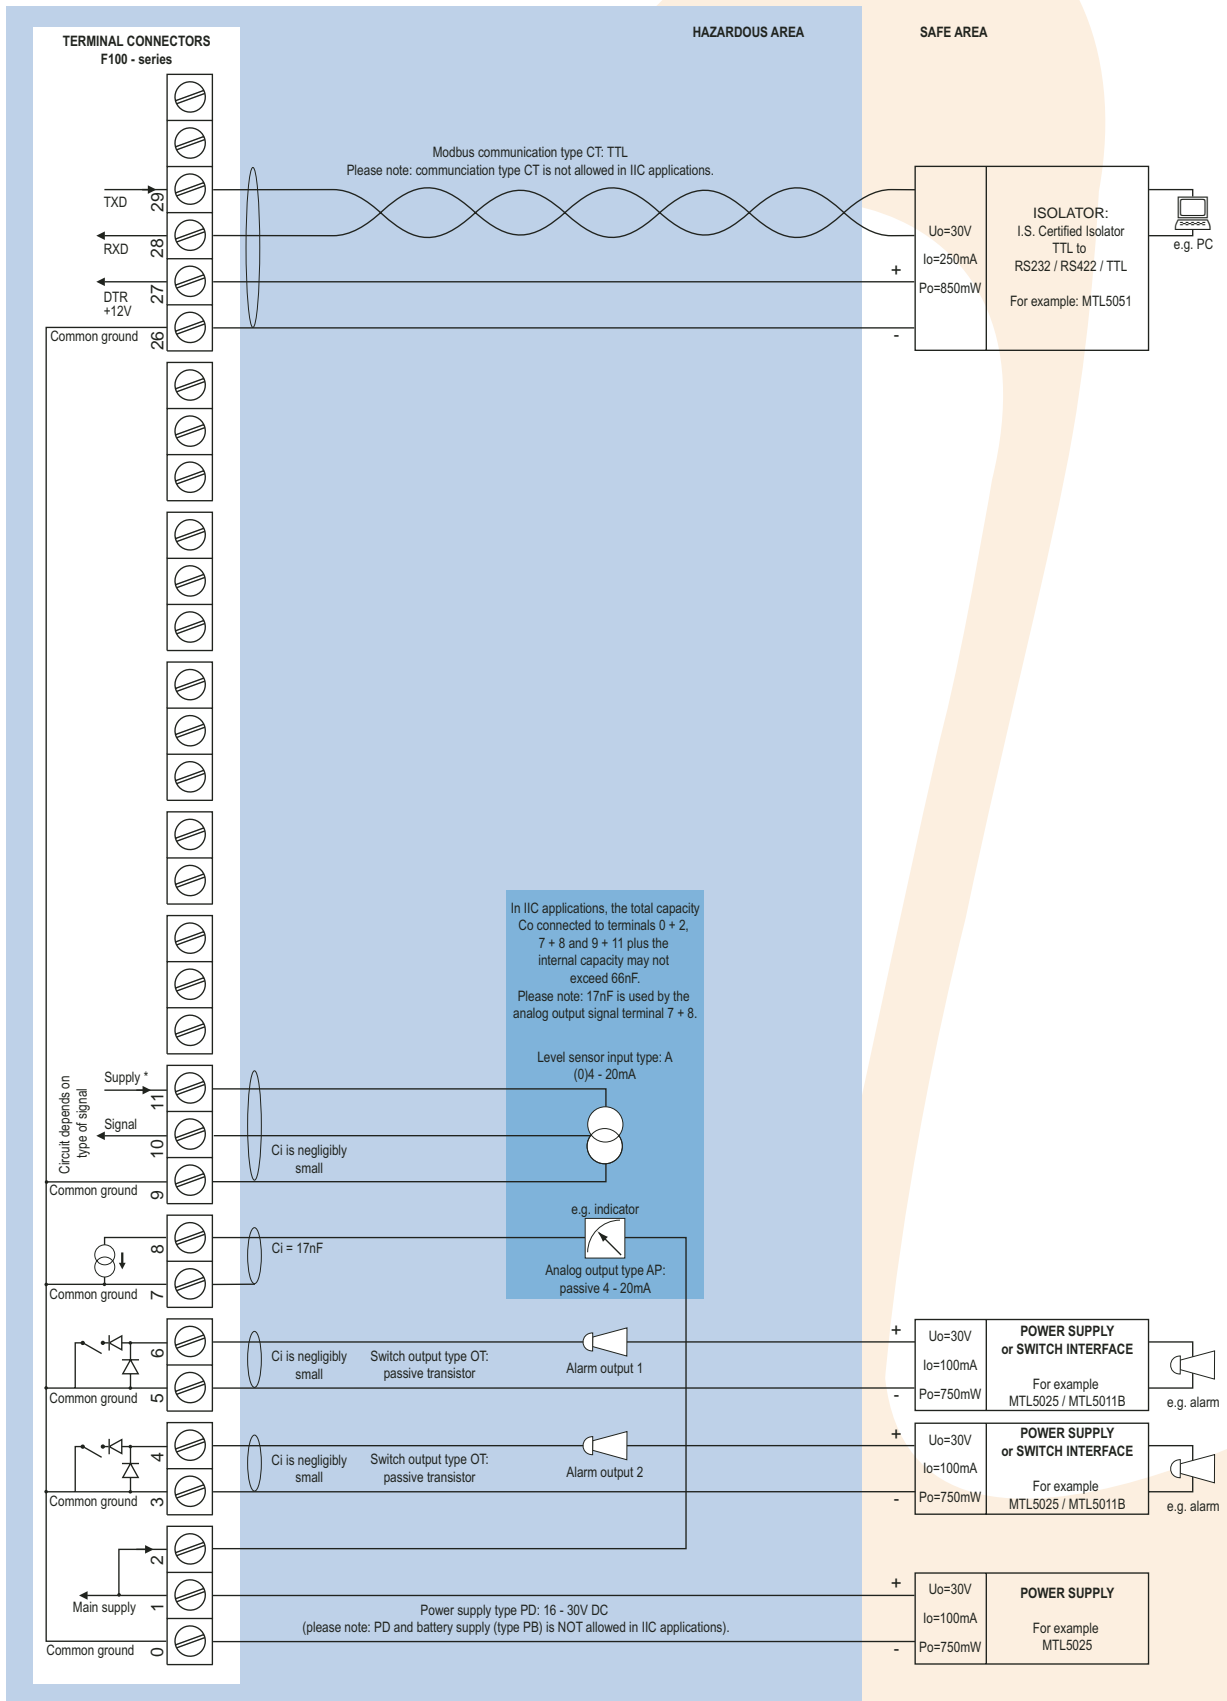 TERMINAL CONNECTORS
F100 - series
HAZARDOUS AREA
SAFE AREA
Modbus communication type CT: TTL
Please note: communciation type CT is not allowed in IIC applications.
TXD
29
RXD
28
DTR
+12V
27
Common ground
26
+
-
Uo=30V
Io=250mA
Po=850mW
ISOLATOR:
I.S. Certified Isolator
TTL to
RS232 / RS422 / TTL
For example: MTL5051
e.g. PC
In IIC applications, the total capacity
Co connected to terminals 0 + 2,
7 + 8 and 9 + 11 plus the
internal capacity may not
exceed 66nF.
Please note: 17nF is used by the
analog output signal terminal 7 + 8.
Level sensor input type: A
(0)4 - 20mA
Circuit depends on
type of signal
Supply *
11
Signal
10
Common ground
9
Ci is negligibly
small
e.g. indicator
Analog output type AP:
passive 4 - 20mA
8
Ci = 17nF
Common ground
7
6
Common ground
5
Ci is negligibly
small
Switch output type OT:
passive transistor
Alarm output 1
+
-
Uo=30V
Io=100mA
Po=750mW
POWER SUPPLY
or SWITCH INTERFACE
For example
MTL5025 / MTL5011B
e.g. alarm
4
Common ground
3
Ci is negligibly
small
Switch output type OT:
passive transistor
Alarm output 2
+
-
Uo=30V
Io=100mA
Po=750mW
POWER SUPPLY
or SWITCH INTERFACE
For example
MTL5025 / MTL5011B
e.g. alarm
2
Main supply
1
Common ground
0
Power supply type PD: 16 - 30V DC
(please note: PD and battery supply (type PB) is NOT allowed in IIC applications).
+
-
Uo=30V
Io=100mA
Po=750mW
POWER SUPPLY
For example
MTL5025